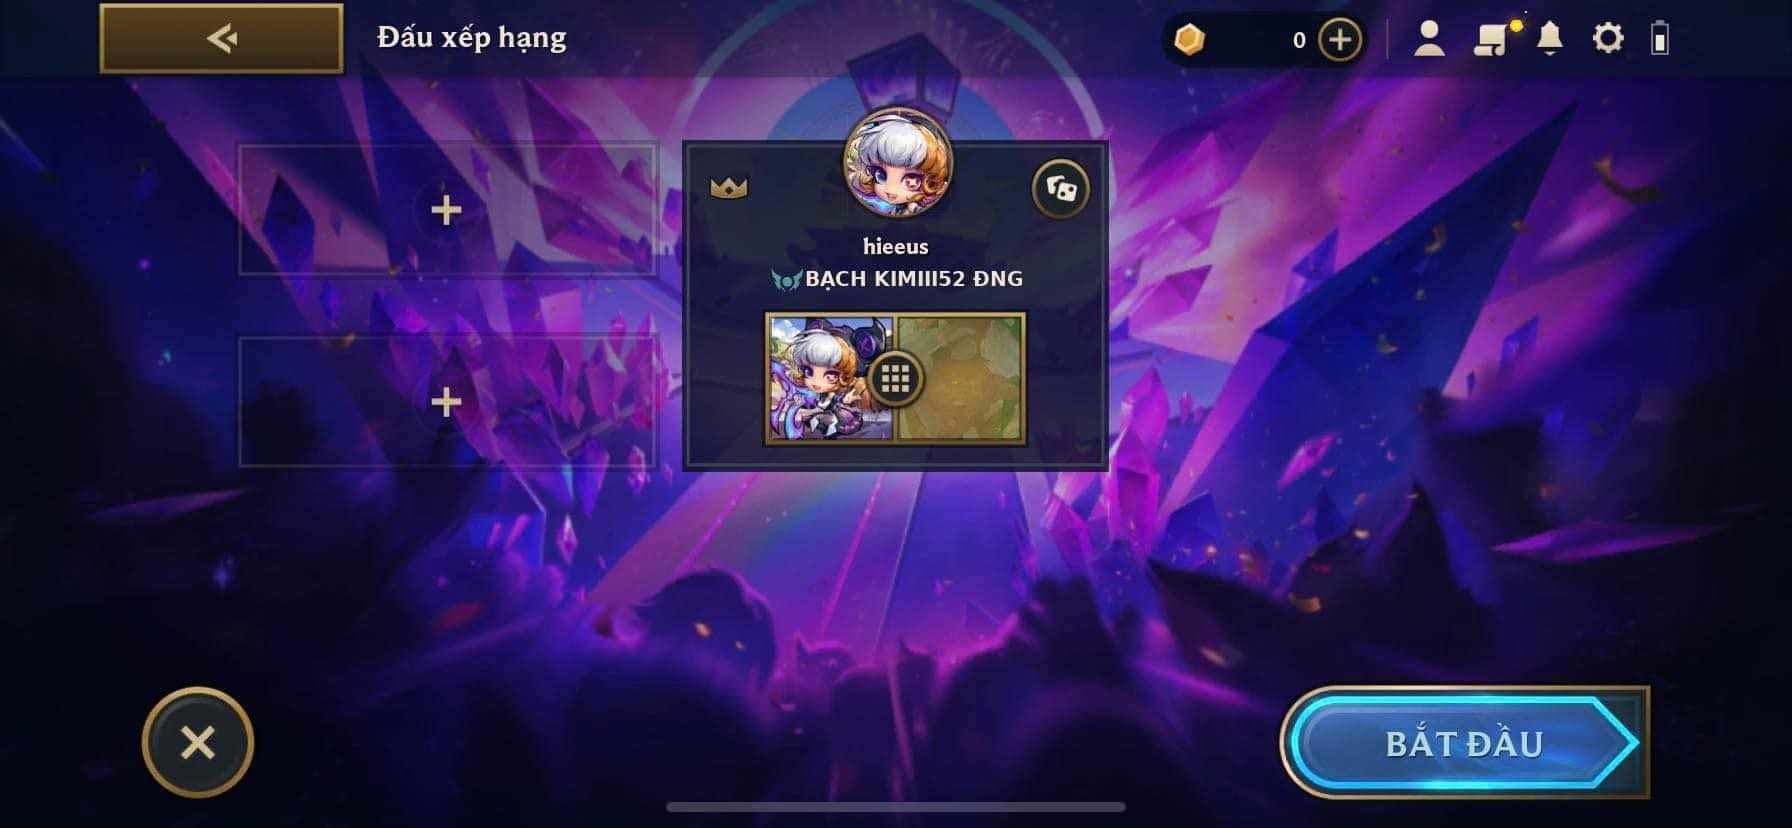 Đấu xếp hạng
0
hieeus
BẠCH KIMIII52 ĐNG
BẮT ĐẦU